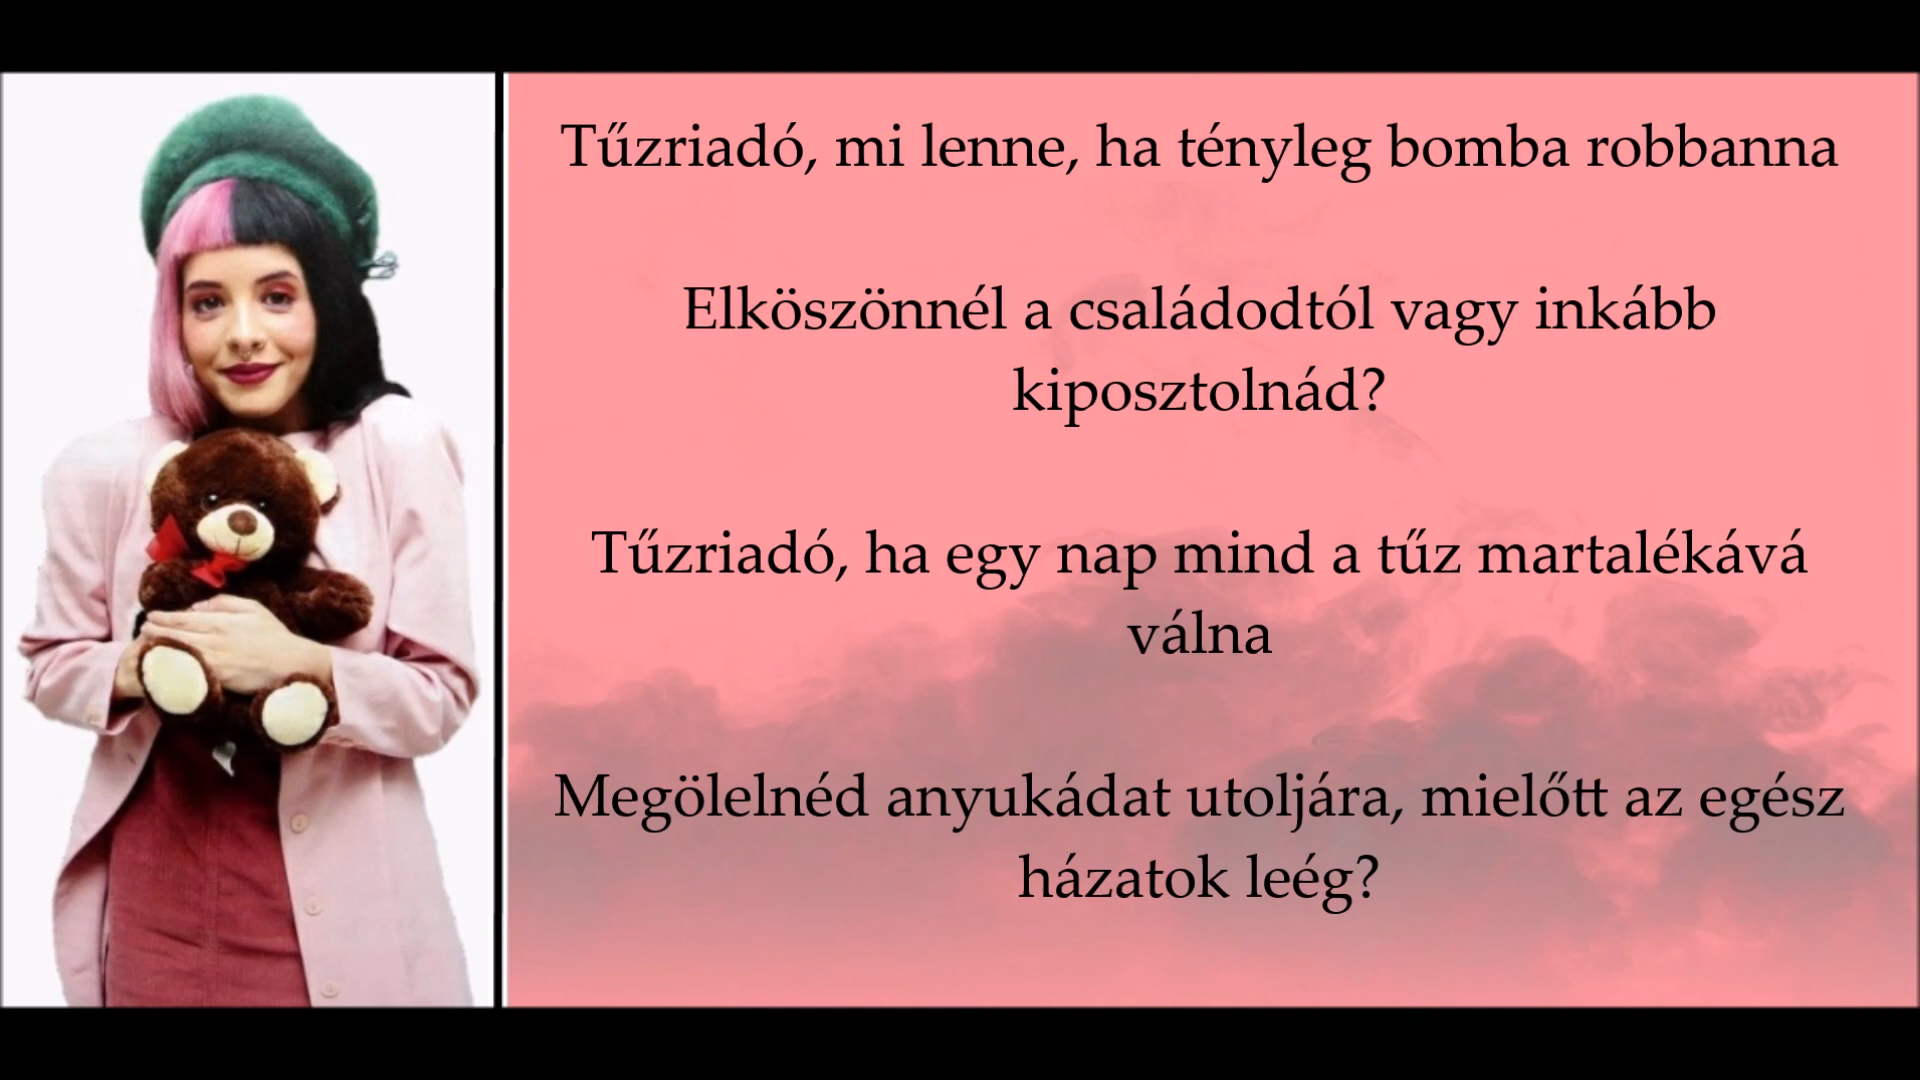 Tűzriadó, mi lenne, ha tényleg bomba robbanna
Elköszönnél a családodtól vagy inkább
kiposztolnád?
Tűzriadó, ha egy nap mind a tűz martalékává
válna
Megölelnéd anyukádat utoljára, mielőtt az egész
házatok leég?